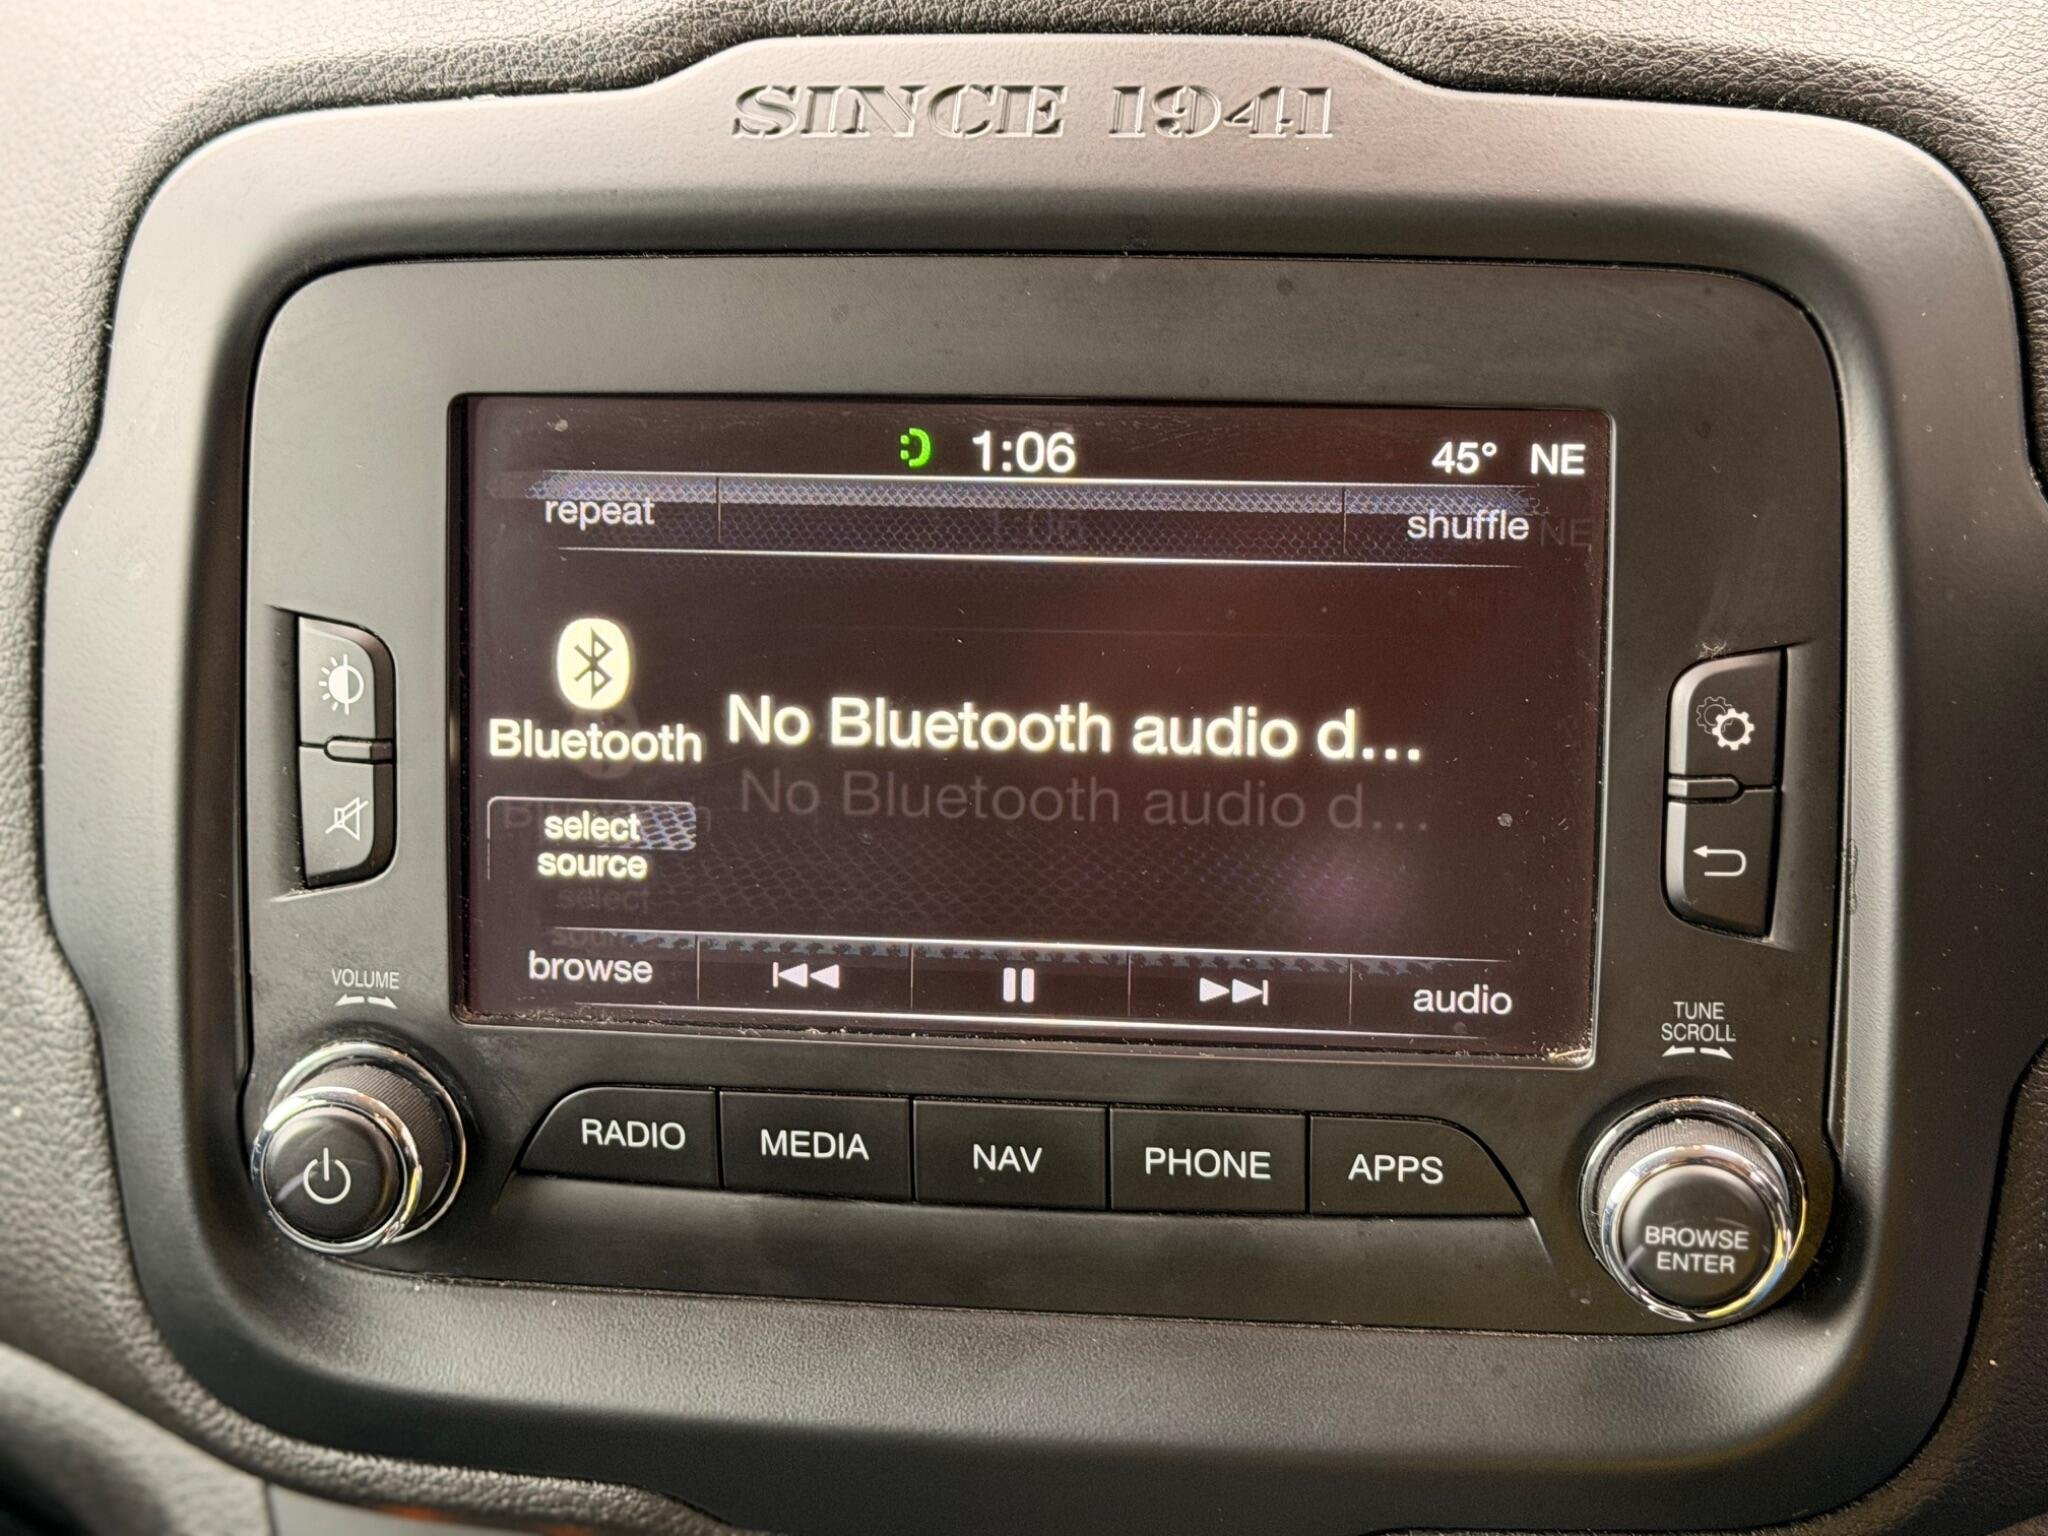 SINCE 1941
1:06
45° NE
repeat
shuffle
Bluetooth
No Bluetooth audio d...
select
source
browse
audio
VOLUME
TUNE
SCROLL
RADIO
MEDIA
NAV
PHONE
APPS
BROWSE
ENTER